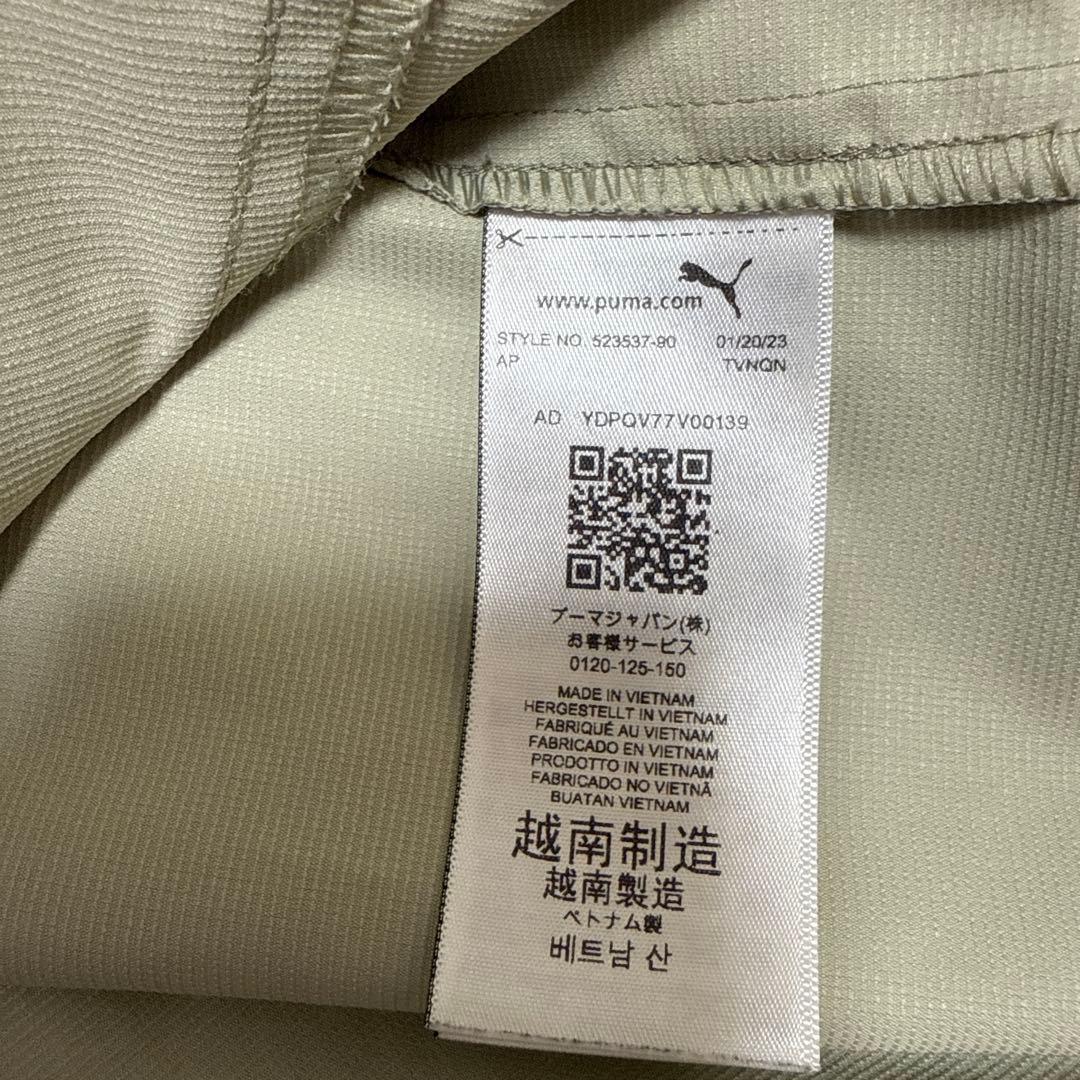 www.puma.com
STYLE NO. 523537-90 01/20/23
AP TVNQN
AD YDPQV77V00139
プーマジャパン(株)
お客様サービス
0120-125-150
MADE IN VIETNAM
HERGESTELLT IN VIETNAM
FABRIQUÉ AU VIETNAM
FABRICADO EN VIETNAM
PRODOTTO IN VIETNAM
FABRICADO NO VIETNÃ
BUATAN VIETNAM
越南制造
越南製造
ベトナム製
베트남 산